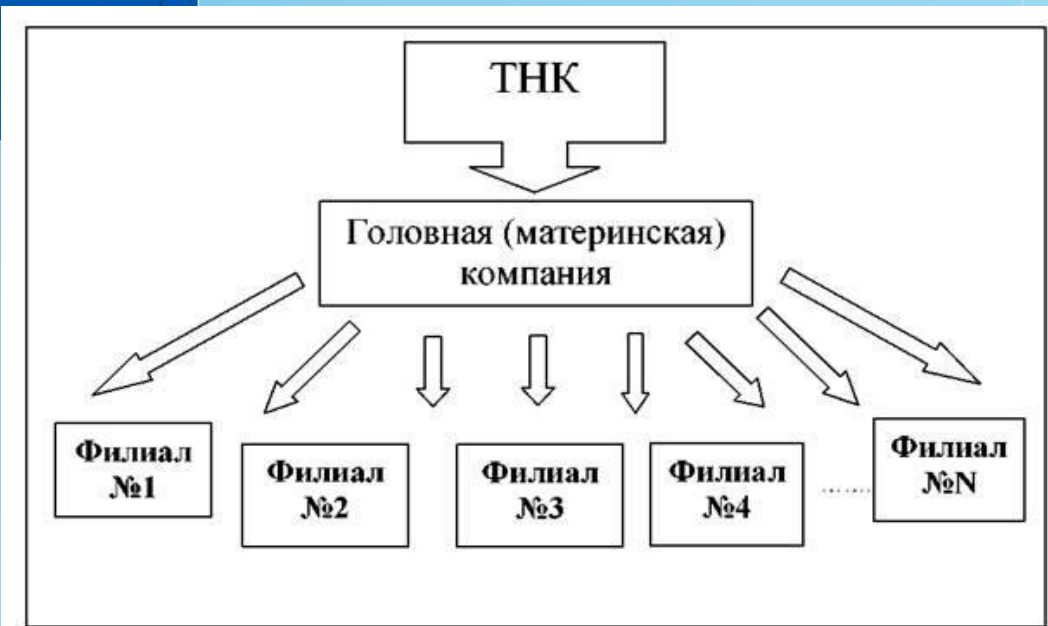 ТНК
Головная (материнская)
компания
Филиал
№1
Филиал
№2
Филиал
№3
Филиал
№4
........
Филиал
№N